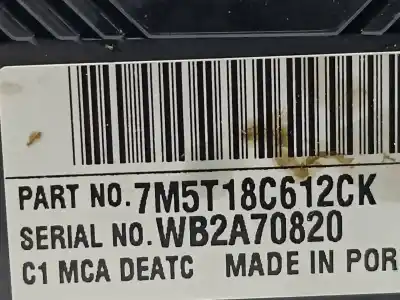 PART NO. 7M5T18C612CK
SERIAL NO. WB2A70820
C1 MCA DEATC MADE IN POR